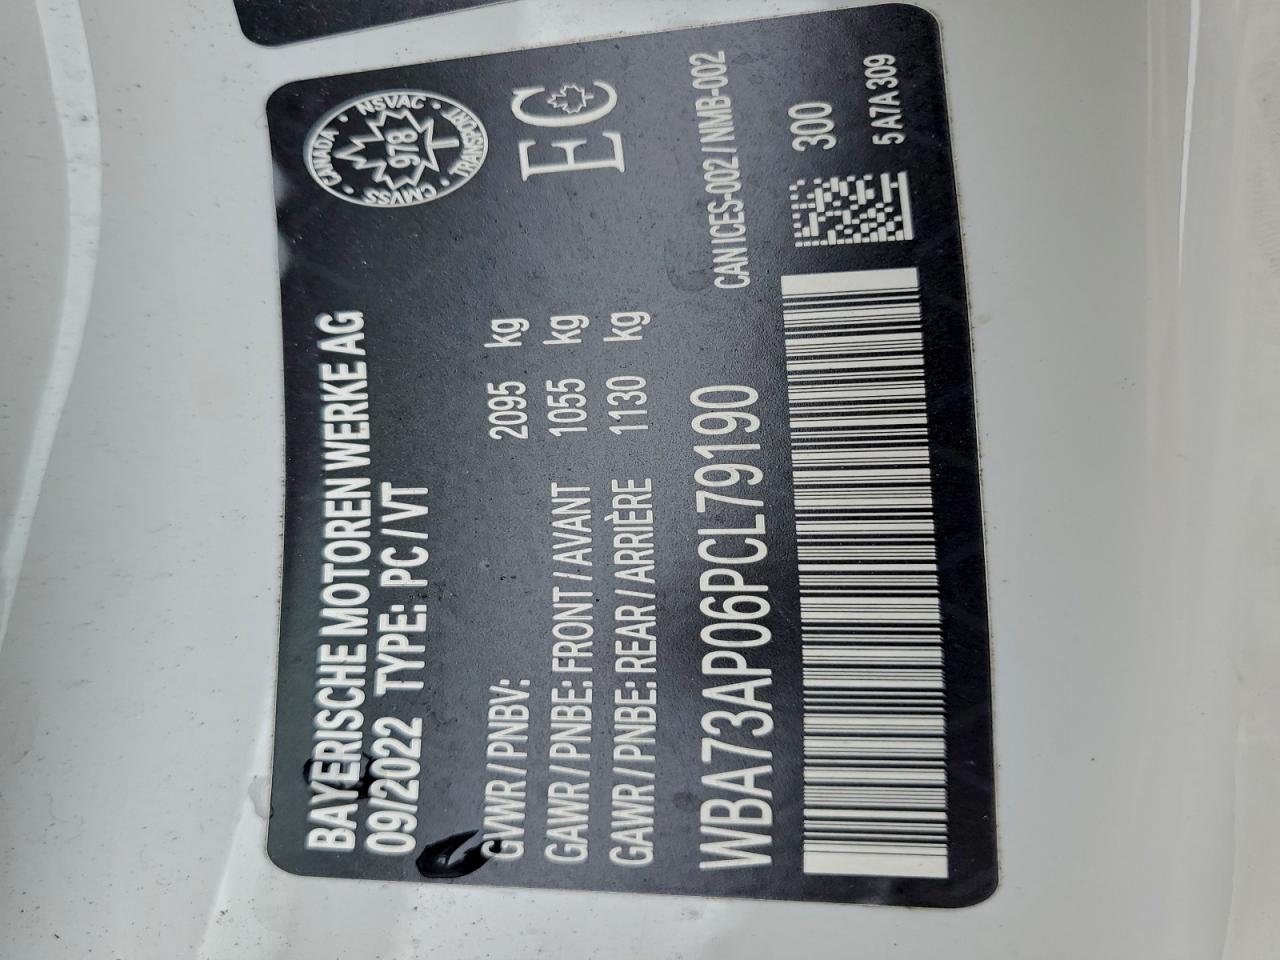 BAYERISCHE MOTOREN WERKE AG
09/2022 TYPE: PC / VT
CANADA · NSVAC · TRANSPORT · CMVSS ·
978
EC
GVWR / PNBV: 2095 kg
GAWR / PNBE: FRONT / AVANT 1055 kg
GAWR / PNBE: REAR / ARRIÈRE 1130 kg
CAN ICES-002 / NMB-002
WBA73AP06PCL79190
300
5 A7A 309